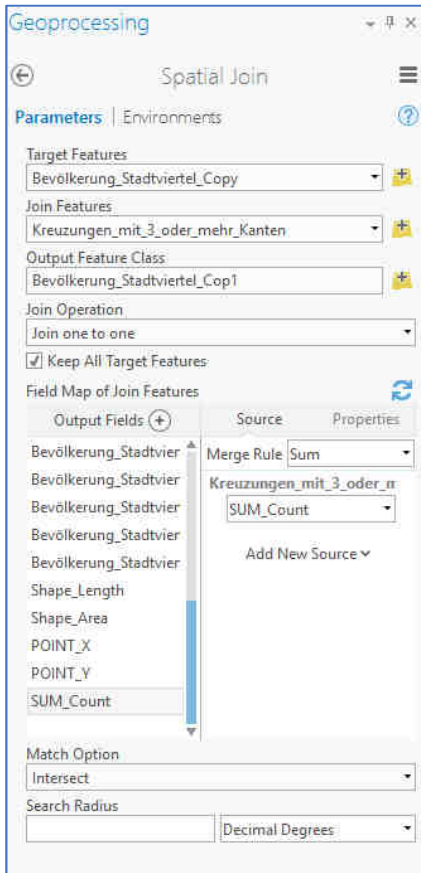 Geoprocessing
Spatial Join
Parameters | Environments
Target Features
Bevölkerung_Stadtviertel_Copy
Join Features
Kreuzungen_mit_3_oder_mehr_Kanten
Output Feature Class
Bevölkerung_Stadtviertel_Cop1
Join Operation
Join one to one
Keep All Target Features
Field Map of Join Features
Output Fields
Source Properties
Bevölkerung_Stadtvier
Bevölkerung_Stadtvier
Bevölkerung_Stadtvier
Bevölkerung_Stadtvier
Bevölkerung_Stadtvier
Shape_Length
Shape_Area
POINT_X
POINT_Y
SUM_Count
Merge Rule Sum
Kreuzungen_mit_3_oder_m
SUM_Count
Add New Source
Match Option
Intersect
Search Radius
Decimal Degrees